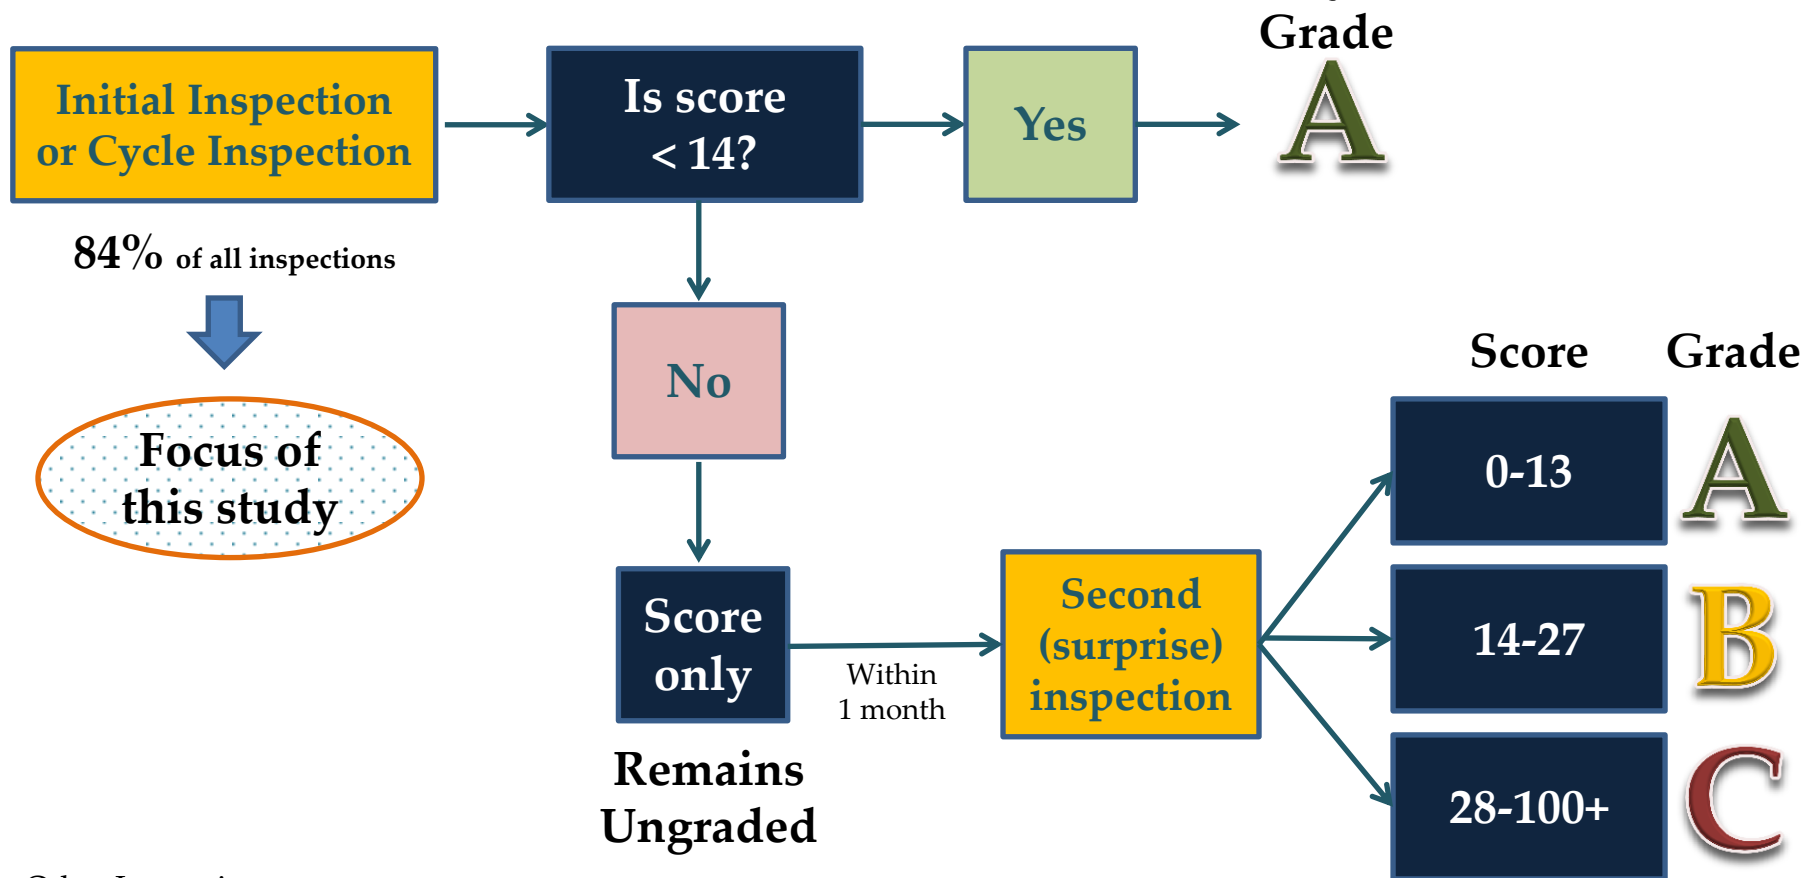 Grade
A
Initial Inspection
or Cycle Inspection
Is score
< 14?
Yes
84% of all inspections
No
Focus of
this study
Score Grade
0-13
A
14-27
B
28-100+
C
Score
only
Within
1 month
Second
(surprise)
inspection
Remains
Ungraded